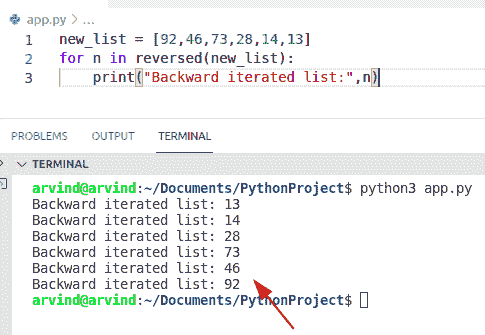 app.py > ...
1 new_list = [92,46,73,28,14,13]
2 for n in reversed(new_list):
3     print("Backward iterated list:",n)
PROBLEMS OUTPUT TERMINAL
TERMINAL
arvind@arvind:~/Documents/PythonProject$ python3 app.py
Backward iterated list: 13
Backward iterated list: 14
Backward iterated list: 28
Backward iterated list: 73
Backward iterated list: 46
Backward iterated list: 92
arvind@arvind:~/Documents/PythonProject$